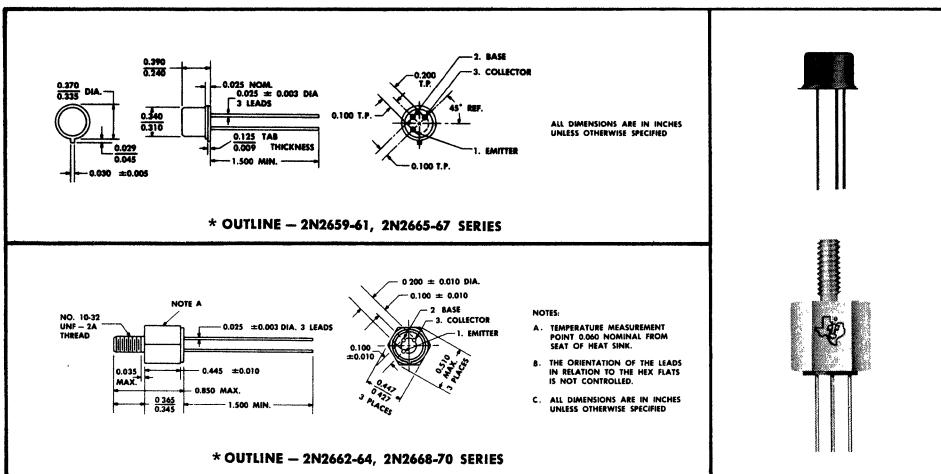 0.390
0.240
0.370
0.335
DIA.
0.025 NOM.
0.025 ± 0.003 DIA
3 LEADS
0.340
0.310
0.029
0.045
0.030 ±0.005
0.125 TAB
0.009 THICKNESS
1.500 MIN.
2. BASE
3. COLLECTOR
0.200
T.P.
0.100 T.P.
45° REF.
1. EMITTER
0.100 T.P.
ALL DIMENSIONS ARE IN INCHES
UNLESS OTHERWISE SPECIFIED
* OUTLINE — 2N2659-61, 2N2665-67 SERIES
NO. 10-32
UNF - 2A
THREAD
NOTE A
0.025 ±0.003 DIA. 3 LEADS
0.035
MAX.
0.445 ±0.010
0.850 MAX.
0 365
0.345
1.500 MIN.
0 200 ± 0.010 DIA.
0.100 ± 0.010
2 BASE
3. COLLECTOR
1. EMITTER
0.100
±0.010
0.510
MAX.
3 PLACES
0.447
0 427
3 PLACES
NOTES:
A. TEMPERATURE MEASUREMENT
POINT 0.060 NOMINAL FROM
SEAT OF HEAT SINK.
B. THE ORIENTATION OF THE LEADS
IN RELATION TO THE HEX FLATS
IS NOT CONTROLLED.
C. ALL DIMENSIONS ARE IN INCHES
UNLESS OTHERWISE SPECIFIED
* OUTLINE — 2N2662-64, 2N2668-70 SERIES